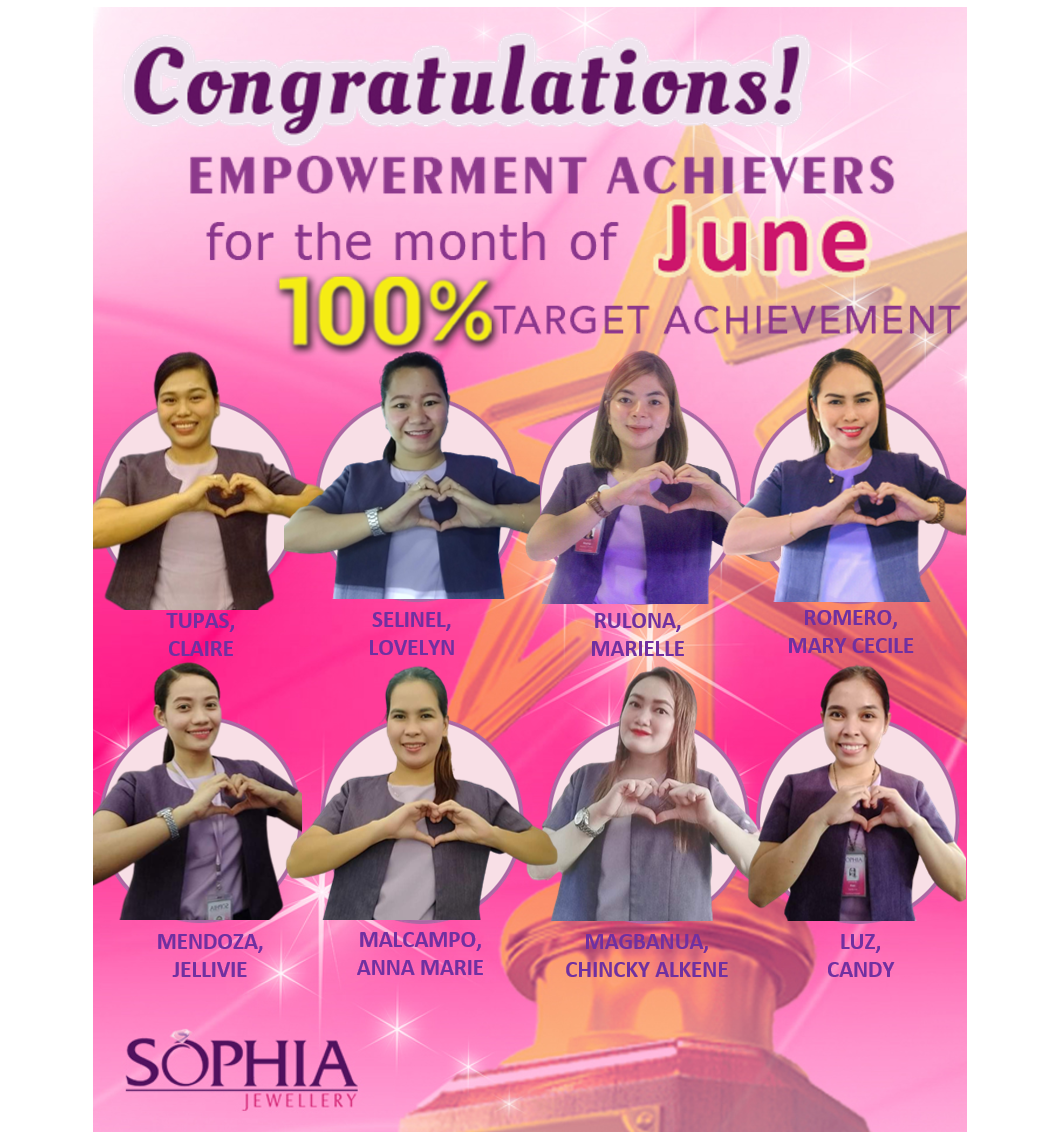 Congratulations!
EMPOWERMENT ACHIEVERS
for the month of June
100% TARGET ACHIEVEMENT
TUPAS,
CLAIRE
SELINEL,
LOVELYN
RULONA,
MARIELLE
ROMERO,
MARY CECILE
MENDOZA,
JELLIVIE
MALCAMPO,
ANNA MARIE
MAGBANUA,
CHINCKY ALKENE
LUZ,
CANDY
SOPHIA
JEWELLERY